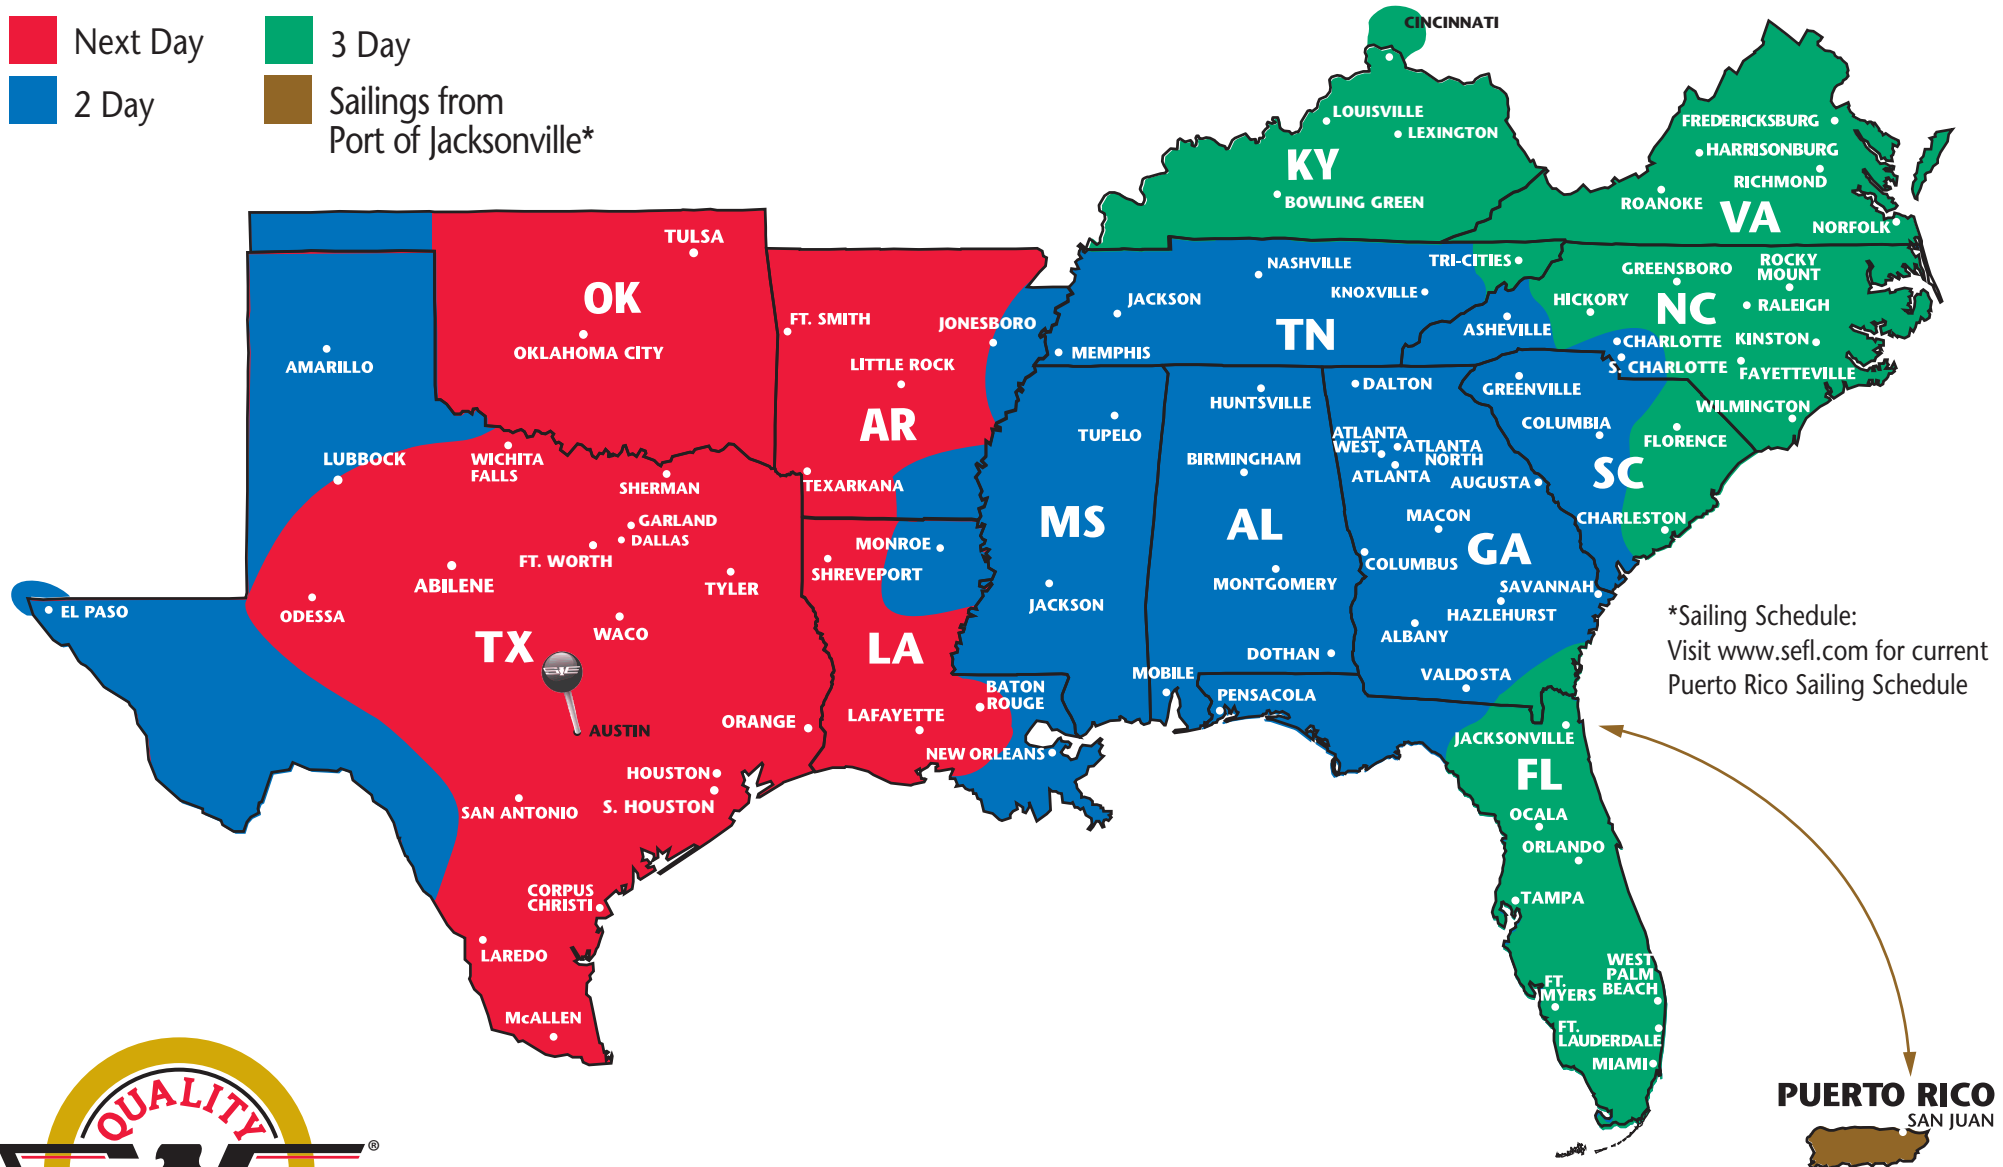 Next Day
2 Day
3 Day
Sailings from
Port of Jacksonville*
CINCINNATI
LOUISVILLE
LEXINGTON
KY
BOWLING GREEN
FREDERICKSBURG
HARRISONBURG
RICHMOND
ROANOKE
VA
NORFOLK
TULSA
OK
OKLAHOMA CITY
FT. SMITH
JONESBORO
LITTLE ROCK
AR
TEXARKANA
NASHVILLE
TRI-CITIES
KNOXVILLE
JACKSON
TN
MEMPHIS
GREENSBORO
ROCKY
MOUNT
HICKORY
NC
RALEIGH
ASHEVILLE
CHARLOTTE
KINSTON
S. CHARLOTTE
FAYETTEVILLE
WILMINGTON
AMARILLO
LUBBOCK
WICHITA
FALLS
SHERMAN
GARLAND
DALLAS
FT. WORTH
ABILENE
TYLER
ODESSA
WACO
EL PASO
TX
AUSTIN
ORANGE
HOUSTON
S. HOUSTON
SAN ANTONIO
CORPUS
CHRISTI
LAREDO
McALLEN
MONROE
SHREVEPORT
LA
BATON
ROUGE
LAFAYETTE
NEW ORLEANS
TUPELO
MS
JACKSON
HUNTSVILLE
BIRMINGHAM
AL
MONTGOMERY
DOTHAN
MOBILE
DALTON
ATLANTA
WEST
ATLANTA
NORTH
ATLANTA
AUGUSTA
MACON
GA
COLUMBUS
SAVANNAH
HAZLEHURST
ALBANY
VALDOSTA
GREENVILLE
COLUMBIA
FLORENCE
SC
CHARLESTON
PENSACOLA
JACKSONVILLE
FL
OCALA
ORLANDO
TAMPA
WEST
PALM
BEACH
FT.
MYERS
FT.
LAUDERDALE
MIAMI
*Sailing Schedule:
Visit www.sefl.com for current
Puerto Rico Sailing Schedule
PUERTO RICO
SAN JUAN
QUALITY
®